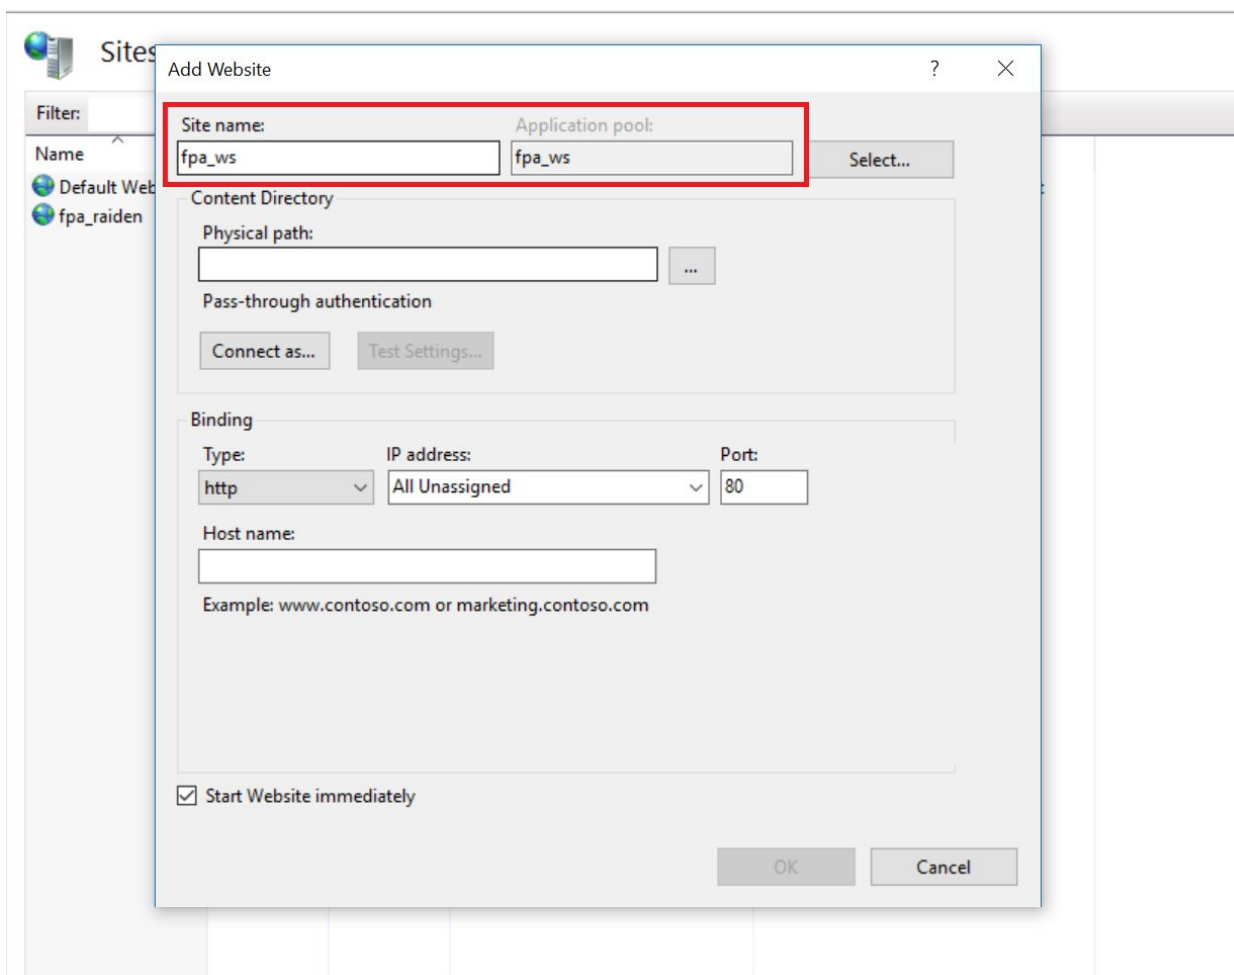 Sites
Add Website
?
Filter:
Site name:
Application pool:
fpa_ws
fpa_ws
Select...
Name
Default Web
fpa_raiden
Content Directory
Physical path:
...
Pass-through authentication
Connect as...
Test Settings...
Binding
Type:
IP address:
Port:
http
All Unassigned
80
Host name:
Example: www.contoso.com or marketing.contoso.com
Start Website immediately
OK
Cancel